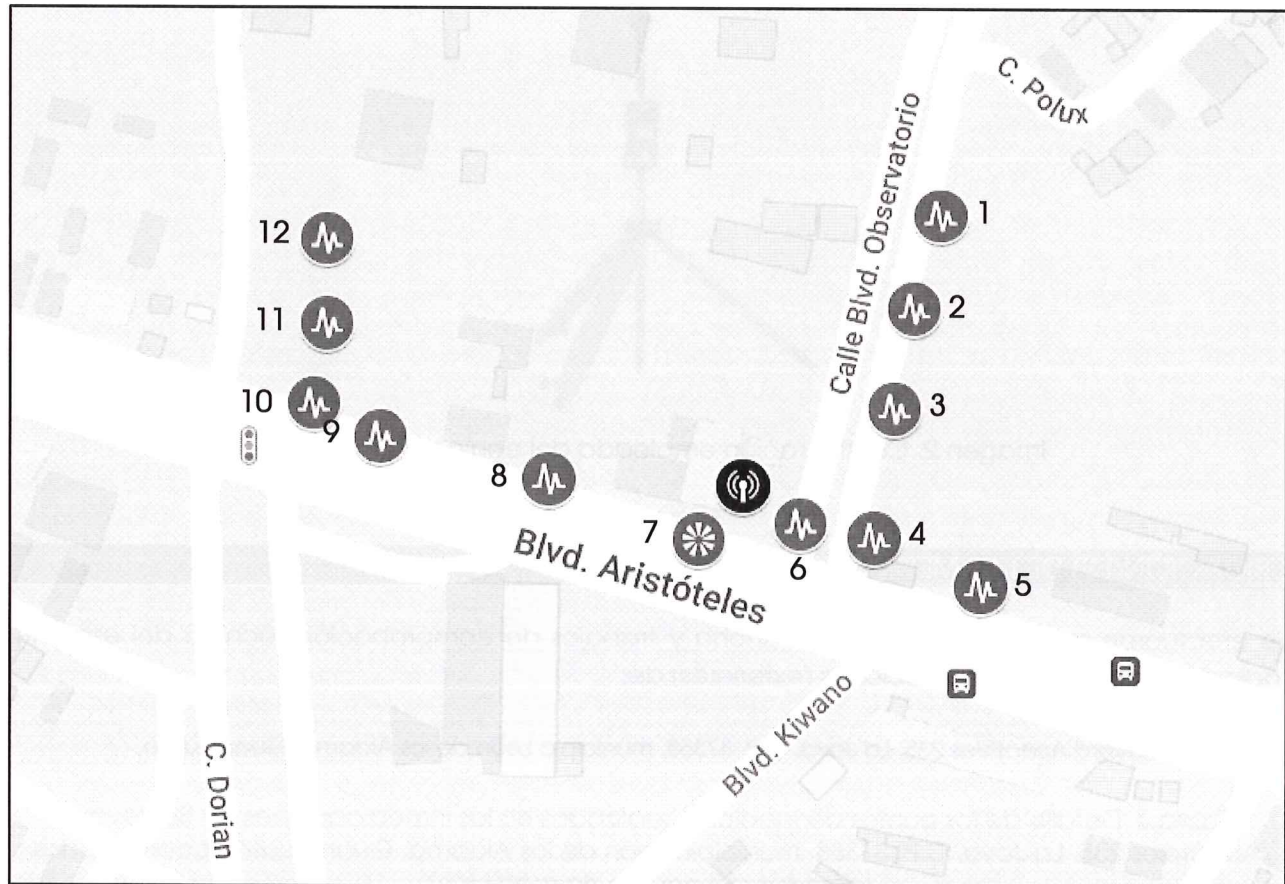 C. Polux
Calle Blvd. Observatorio
1
12
2
11
3
10
9
8
4
7
6
Blvd. Aristóteles
5
Blvd. Kiwano
C. Dorian